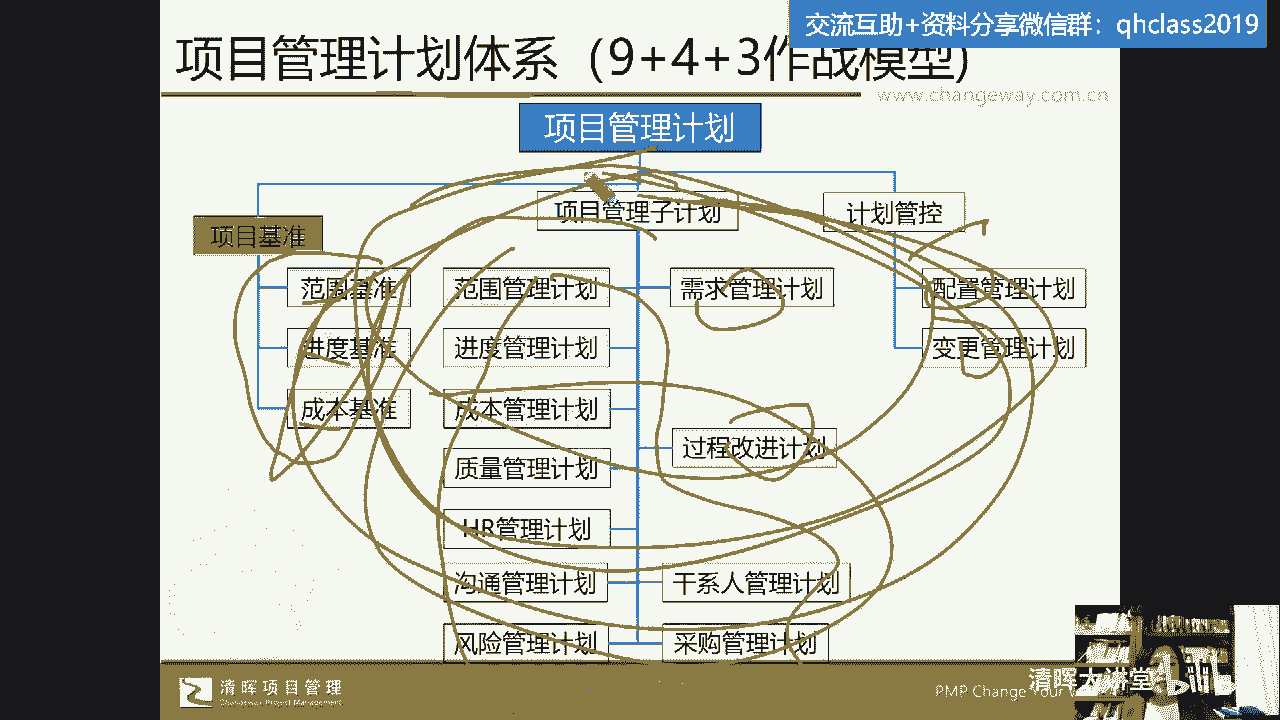 交流互助+资料分享微信群：qhclass2019
项目管理计划体系（9+4+3作战模型）
www.changeway.com.cn
项目管理计划
项目基准
项目管理子计划
计划管控
范围基准
范围管理计划
需求管理计划
配置管理计划
进度基准
进度管理计划
变更管理计划
成本基准
成本管理计划
过程改进计划
质量管理计划
HR管理计划
沟通管理计划
干系人管理计划
风险管理计划
采购管理计划
清晖项目管理
清晖大讲堂
PMP Change Your